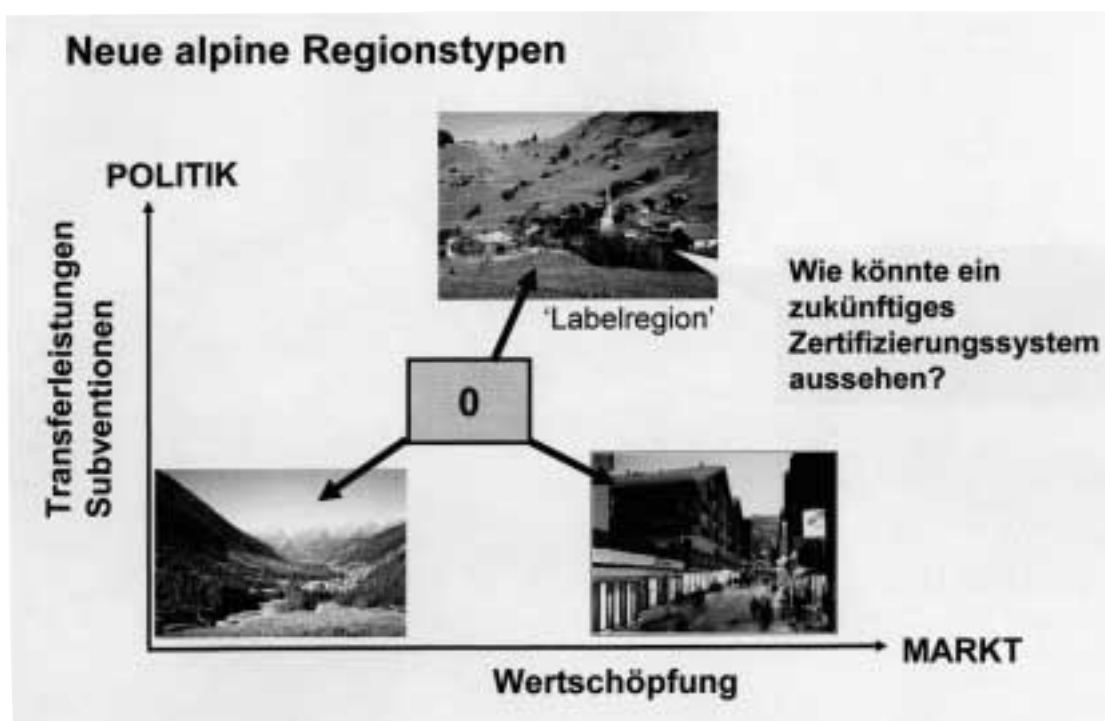 Neue alpine Regionstypen
POLITIK
Transferleistungen
Subventionen
'Labelregion'
Wie könnte ein
zukünftiges
Zertifizierungssystem
aussehen?
0
MARKT
Wertschöpfung